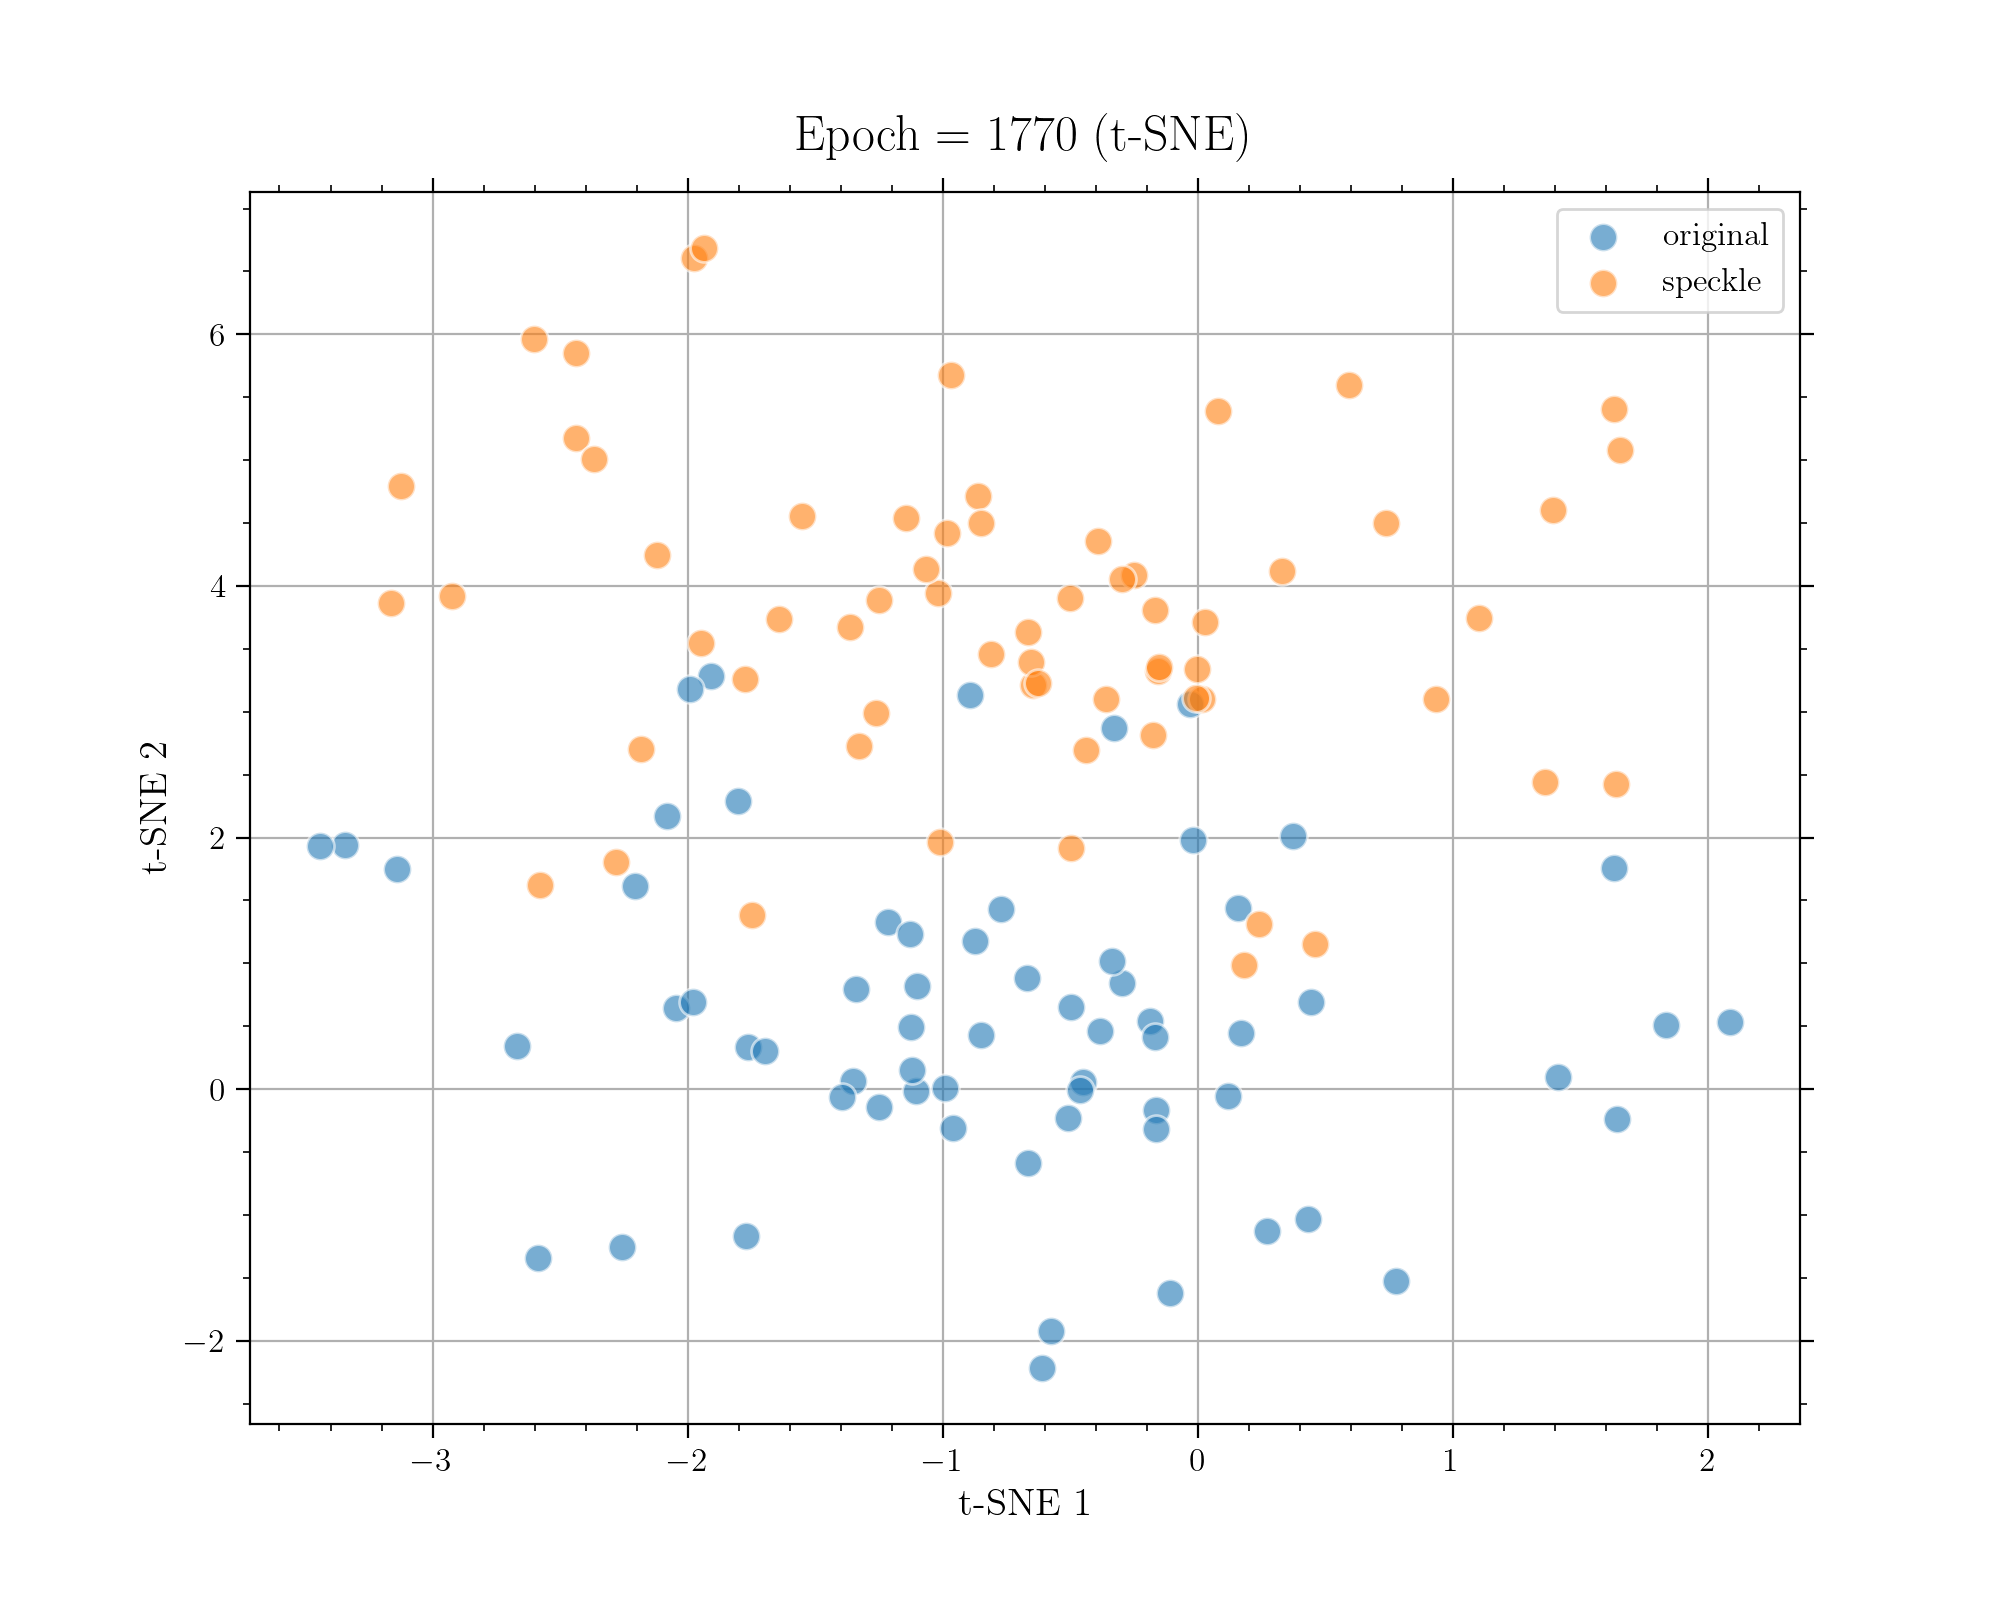 Epoch = 1770 (t-SNE)
original
speckle
6
4
2
0
−2
t-SNE 2
−3
−2
−1
0
1
2
t-SNE 1